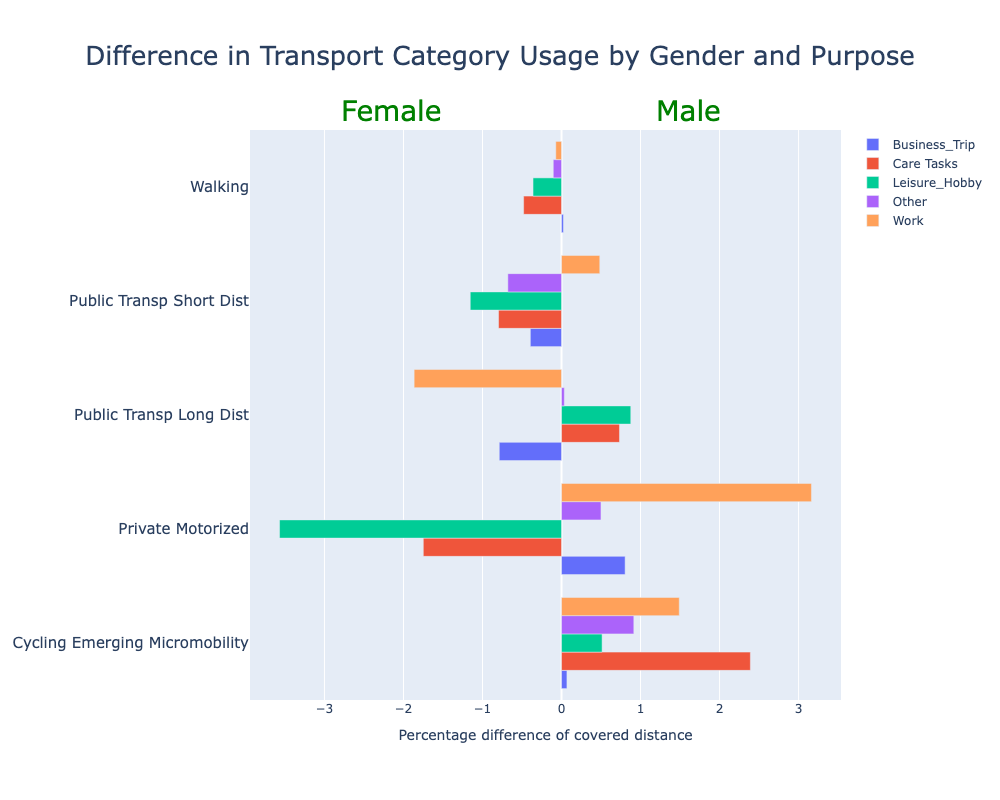 Difference in Transport Category Usage by Gender and Purpose
Female Male
Business_Trip
Care Tasks
Leisure_Hobby
Other
Work
Walking
Public Transp Short Dist
Public Transp Long Dist
Private Motorized
Cycling Emerging Micromobility
−3 −2 −1 0 1 2 3
Percentage difference of covered distance